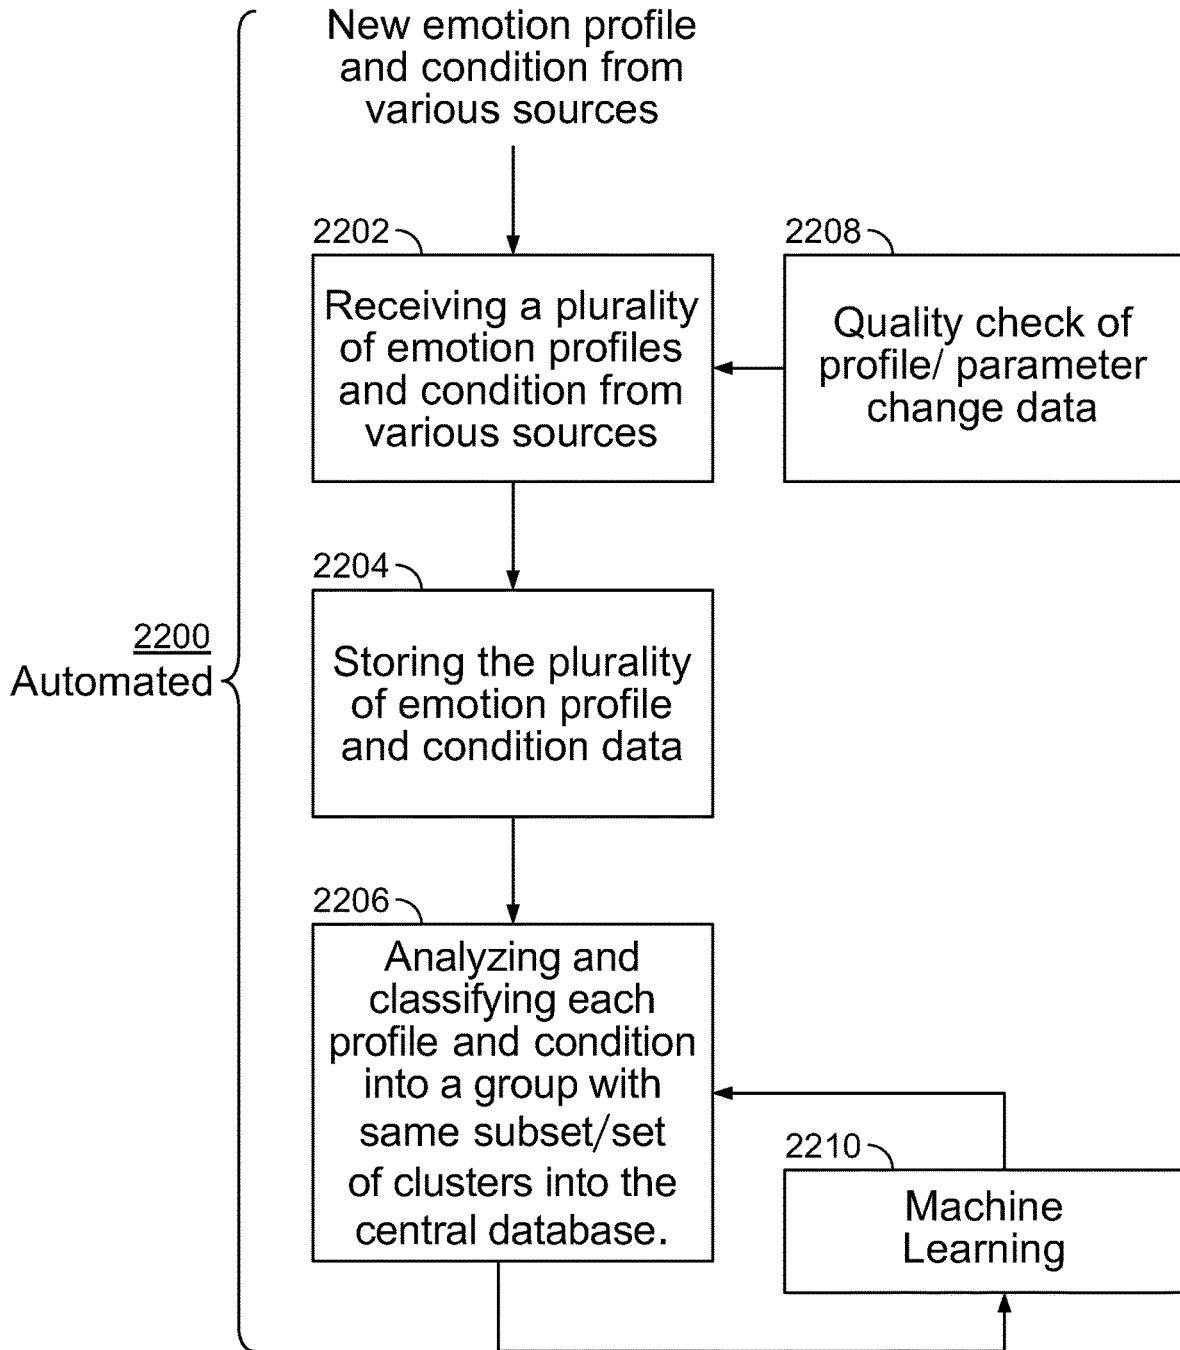 New emotion profile
and condition from
various sources
2202
Receiving a plurality
of emotion profiles
and condition from
various sources
2208
Quality check of
profile/ parameter
change data
2204
Storing the plurality
of emotion profile
and condition data
2200
Automated
2206
Analyzing and
classifying each
profile and condition
into a group with
same subset/set
of clusters into the
central database.
2210
Machine
Learning